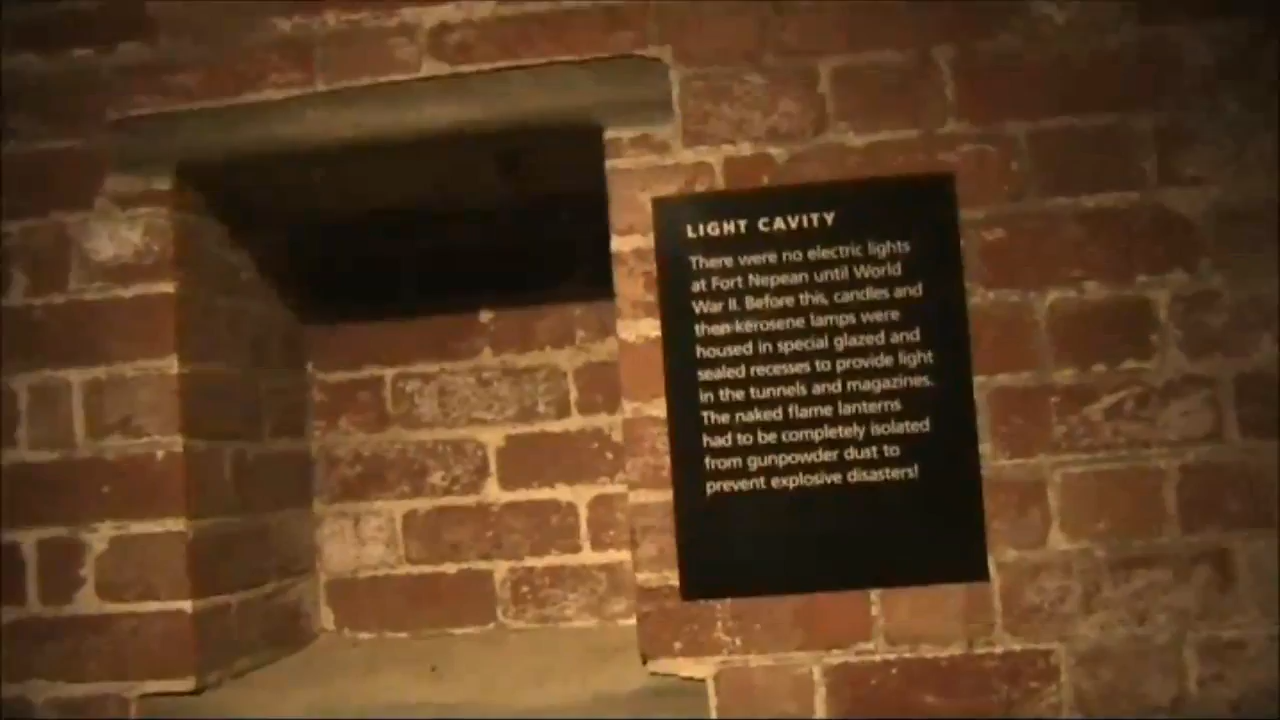 LIGHT CAVITY
There were no electric lights
at Fort Nepean until World
War II. Before this, candles and
then kerosene lamps were
housed in special glazed and
sealed recesses to provide light
in the tunnels and magazines.
The naked flame lanterns
had to be completely isolated
from gunpowder dust to
prevent explosive disasters!